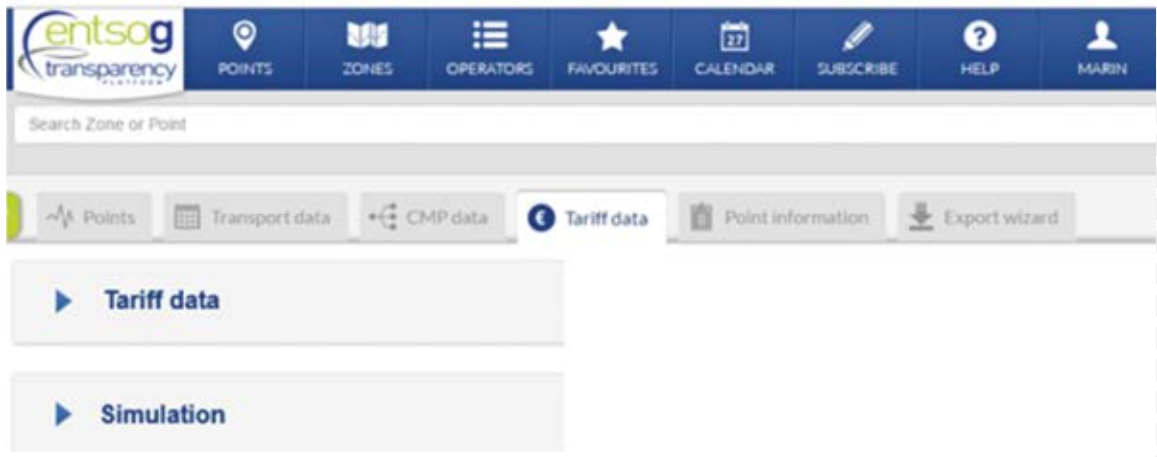 entsog
transparency
PLATFORM
POINTS ZONES OPERATORS FAVOURITES 27 CALENDAR SUBSCRIBE ? HELP MARIN
Search Zone or Point
Points Transport data CMP data € Tariff data Point information Export wizard
Tariff data
Simulation